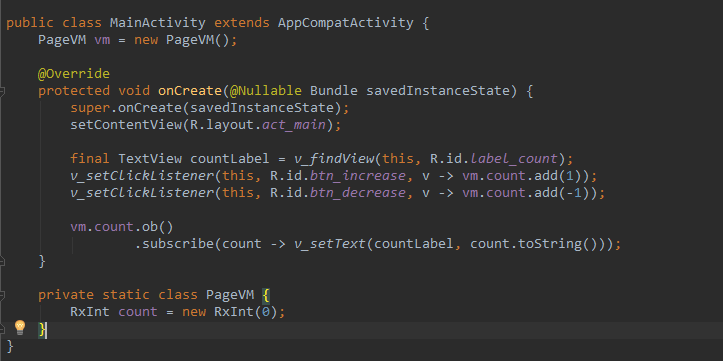 public class MainActivity extends AppCompatActivity {
    PageVM vm = new PageVM();

    @Override
    protected void onCreate(@Nullable Bundle savedInstanceState) {
        super.onCreate(savedInstanceState);
        setContentView(R.layout.act_main);

        final TextView countLabel = v_findView(this, R.id.label_count);
        v_setClickListener(this, R.id.btn_increase, v -> vm.count.add(1));
        v_setClickListener(this, R.id.btn_decrease, v -> vm.count.add(-1));

        vm.count.ob()
                .subscribe(count -> v_setText(countLabel, count.toString()));
    }

    private static class PageVM {
        RxInt count = new RxInt(0);
    }
}